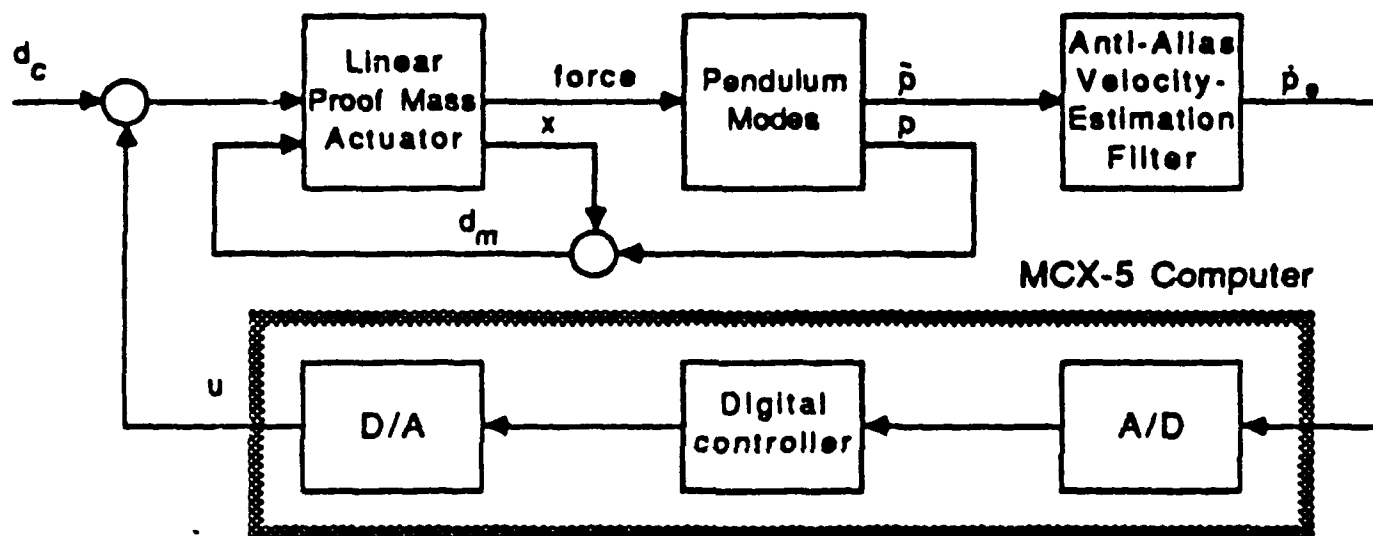 d_c
Linear
Proof Mass
Actuator
force
x
Pendulum
Modes
p̄
p
Anti-Alias
Velocity-
Estimation
Filter
ṗ_e
d_m
MCX-5 Computer
u
D/A
Digital
controller
A/D